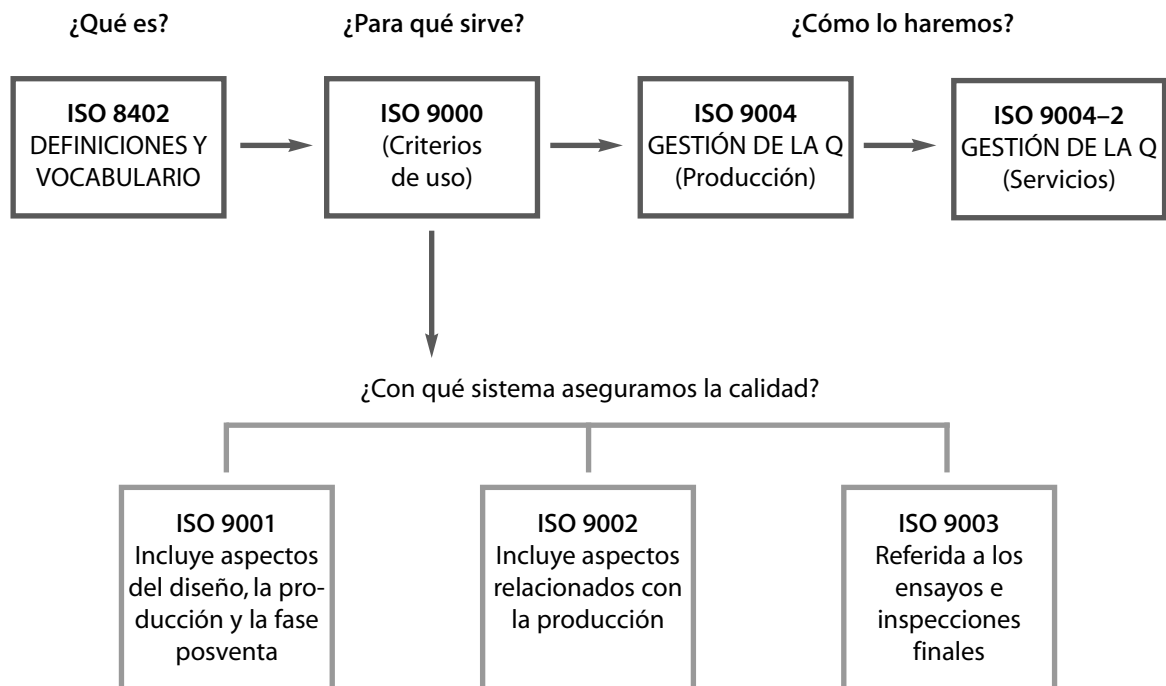 ¿Qué es?
¿Para qué sirve?
¿Cómo lo haremos?
ISO 8402
DEFINICIONES Y
VOCABULARIO
ISO 9000
(Criterios
de uso)
ISO 9004
GESTIÓN DE LA Q
(Producción)
ISO 9004–2
GESTIÓN DE LA Q
(Servicios)
¿Con qué sistema aseguramos la calidad?
ISO 9001
Incluye aspectos
del diseño, la pro-
ducción y la fase
posventa
ISO 9002
Incluye aspectos
relacionados con
la producción
ISO 9003
Referida a los
ensayos e
inspecciones
finales